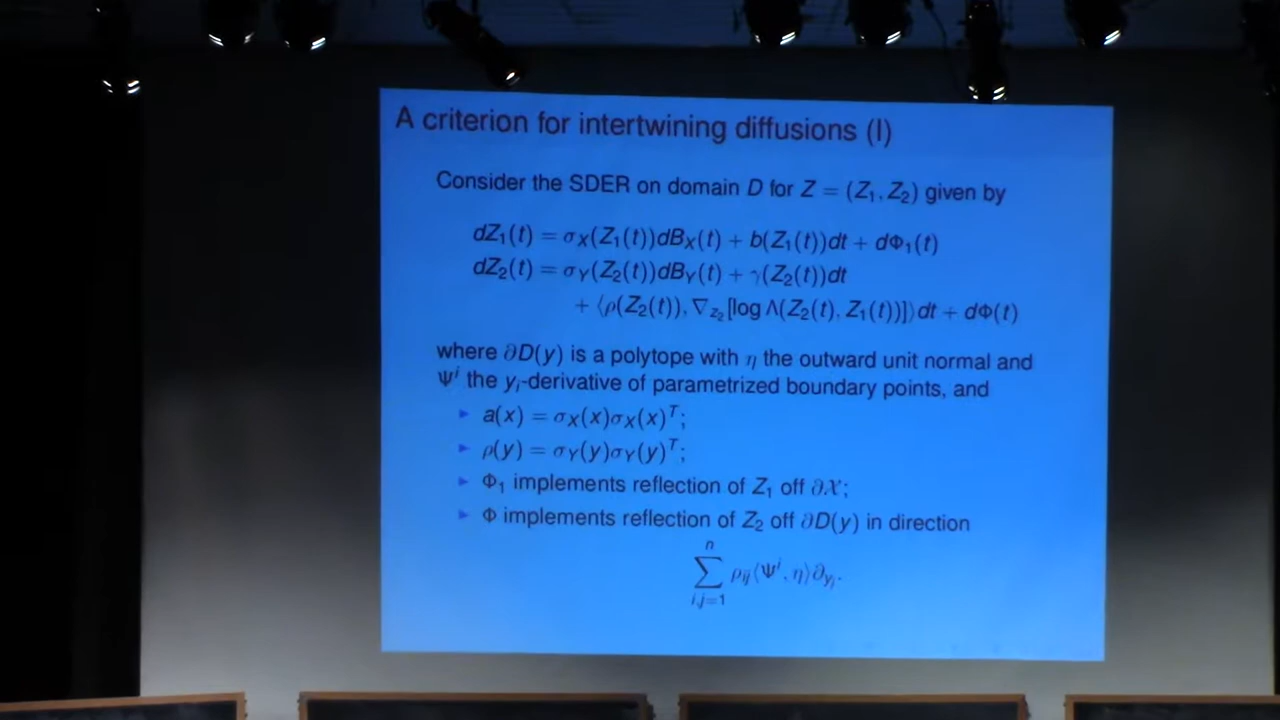 A criterion for intertwining diffusions (I)
Consider the SDER on domain D for Z = (Z₁, Z₂) given by
dZ₁(t) = σ_X(Z₁(t))dB_X(t) + b(Z₁(t))dt + dΦ₁(t)
dZ₂(t) = σ_Y(Z₂(t))dB_Y(t) + γ(Z₂(t))dt
+ ⟨ρ(Z₂(t)), ∇_{z₂}[log Λ(Z₂(t), Z₁(t))]⟩dt + dΦ(t)
where ∂D(y) is a polytope with η the outward unit normal and
Ψ^i the y_i-derivative of parametrized boundary points, and
▸ a(x) = σ_X(x)σ_X(x)^T;
▸ ρ(y) = σ_Y(y)σ_Y(y)^T;
▸ Φ₁ implements reflection of Z₁ off ∂𝒳;
▸ Φ implements reflection of Z₂ off ∂D(y) in direction
∑_{i,j=1}^n ρ_{ij}⟨Ψ^i, η⟩∂_{y_j}.